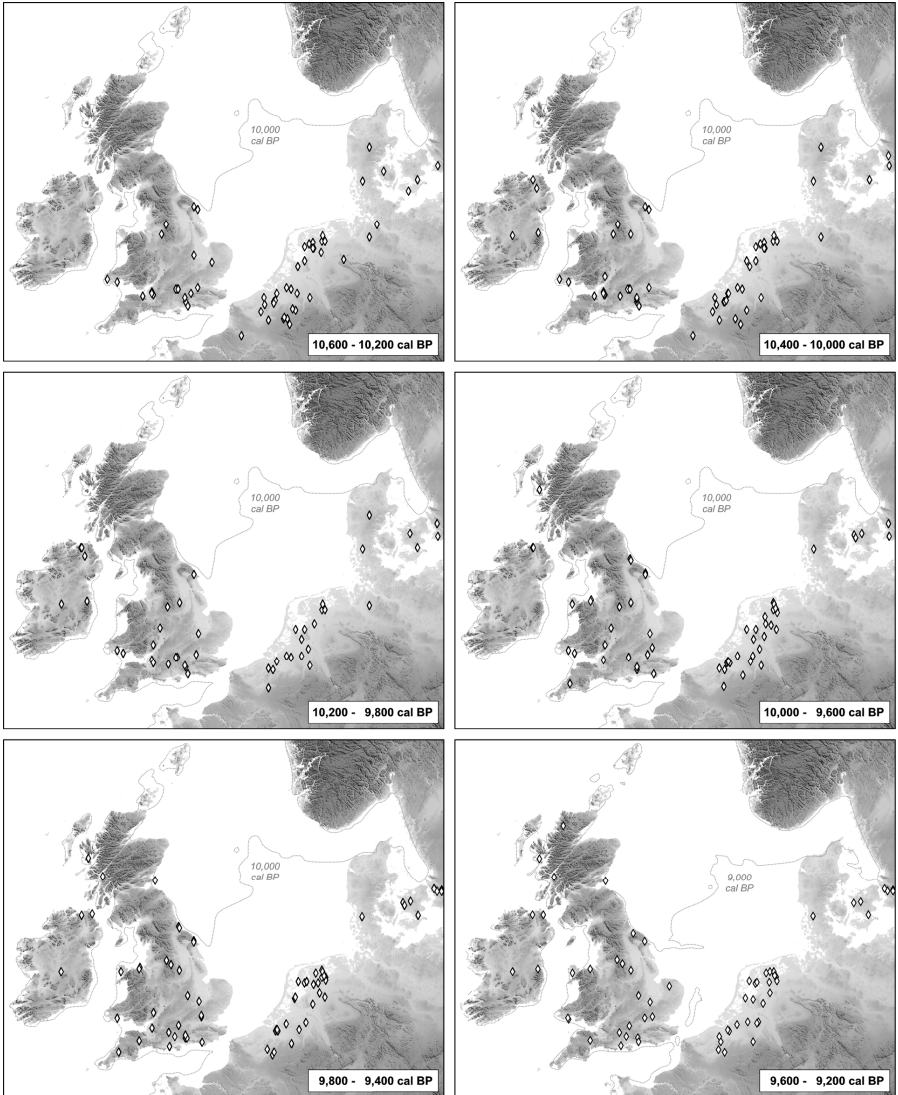 10,000
cal BP
10,600 - 10,200 cal BP
10,000
cal BP
10,400 - 10,000 cal BP
10,000
cal BP
10,200 - 9,800 cal BP
10,000
cal BP
10,000 - 9,600 cal BP
10,000
cal BP
9,800 - 9,400 cal BP
9,000
cal BP
9,600 - 9,200 cal BP